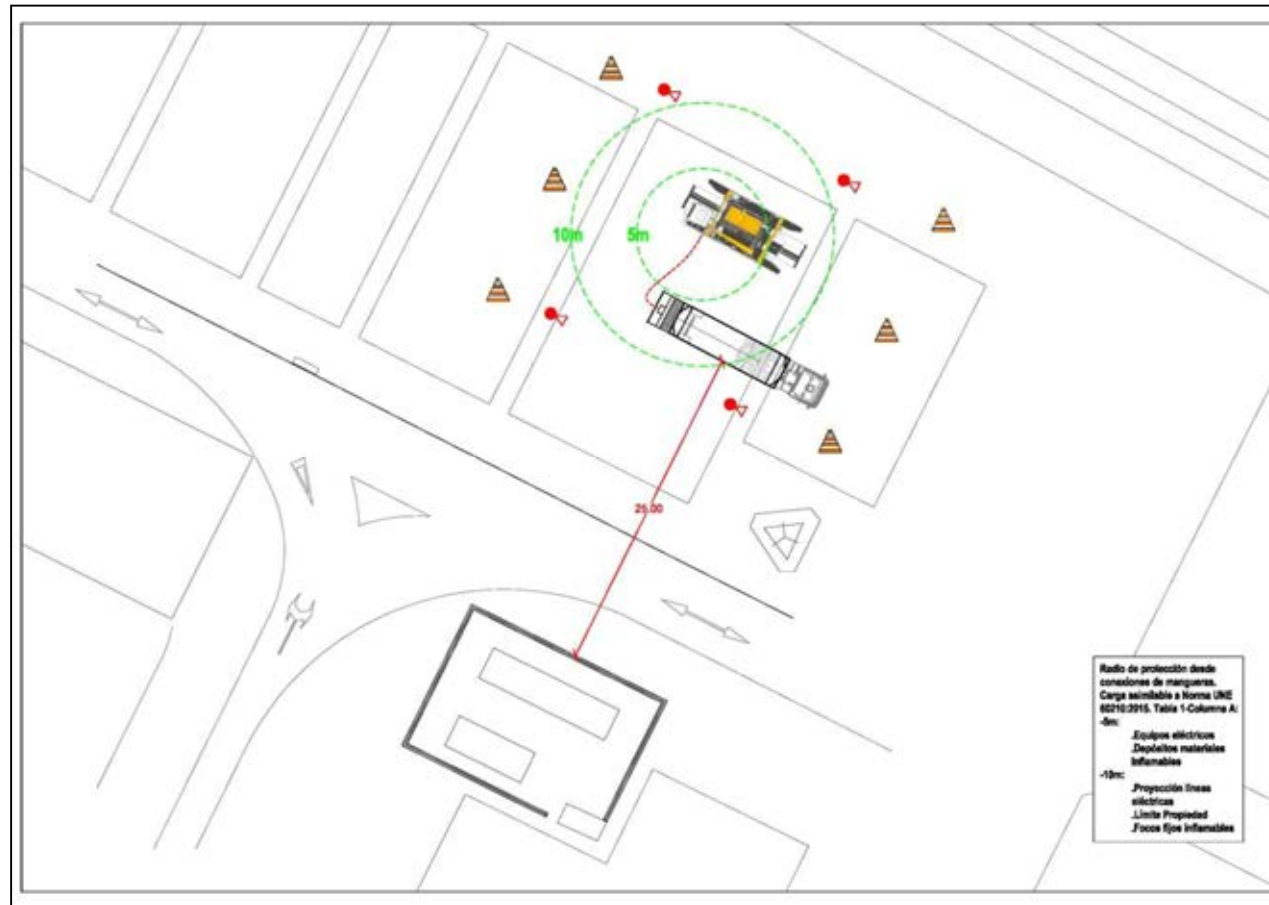 10m
5m
25.00
Radio de protección desde
conexiones de mangueras.
Carga asimilable a Norma UNE
60210:2015. Tabla 1-Columna A:
-5m:
.Equipos eléctricos
.Depósitos materiales
inflamables
-10m:
.Proyección líneas
eléctricas
.Límite Propiedad
.Focos fijos inflamables